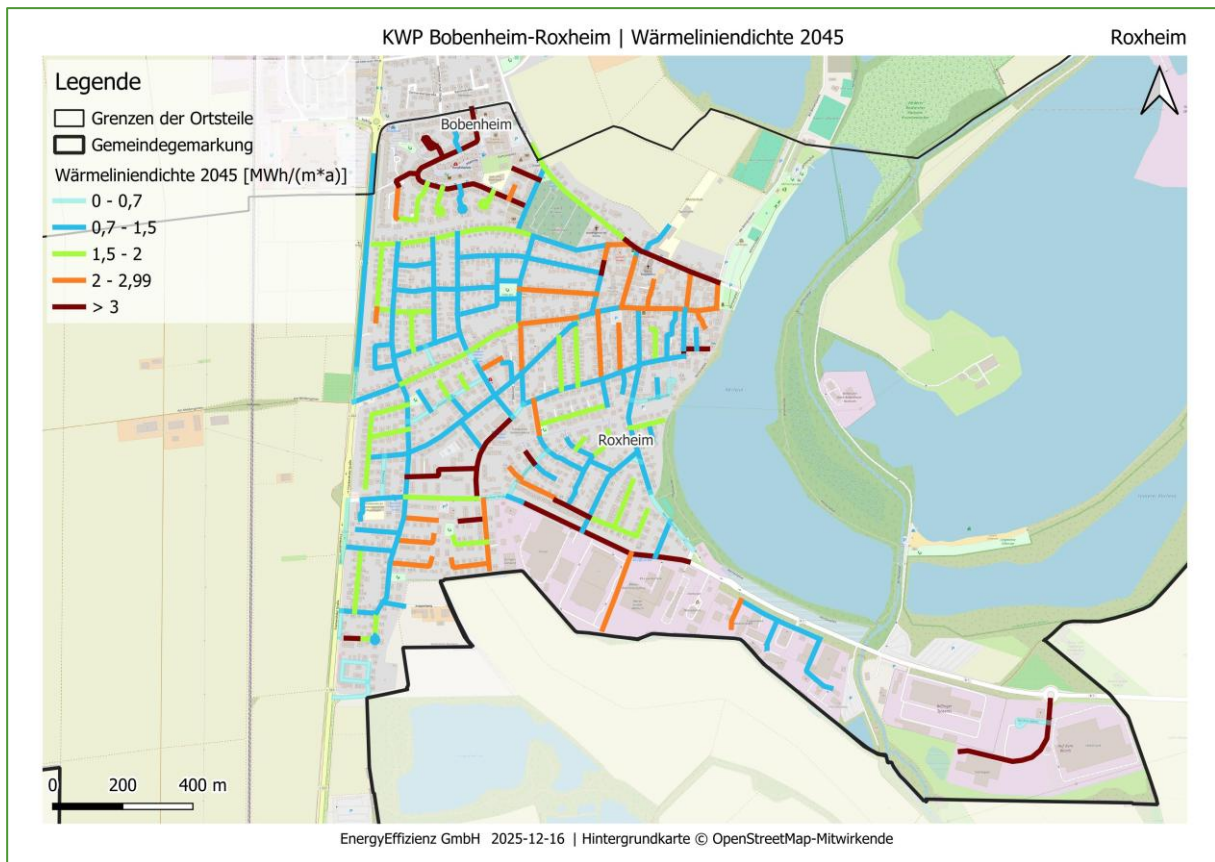 KWP Bobenheim-Roxheim | Wärmeliniendichte 2045
Roxheim
Legende
Grenzen der Ortsteile
Gemeindegemarkung
Wärmeliniendichte 2045 [MWh/(m*a)]
0 - 0,7
0,7 - 1,5
1,5 - 2
2 - 2,99
> 3
Bobenheim
Roxheim
0 200 400 m
EnergyEffizienz GmbH 2025-12-16 | Hintergrundkarte © OpenStreetMap-Mitwirkende